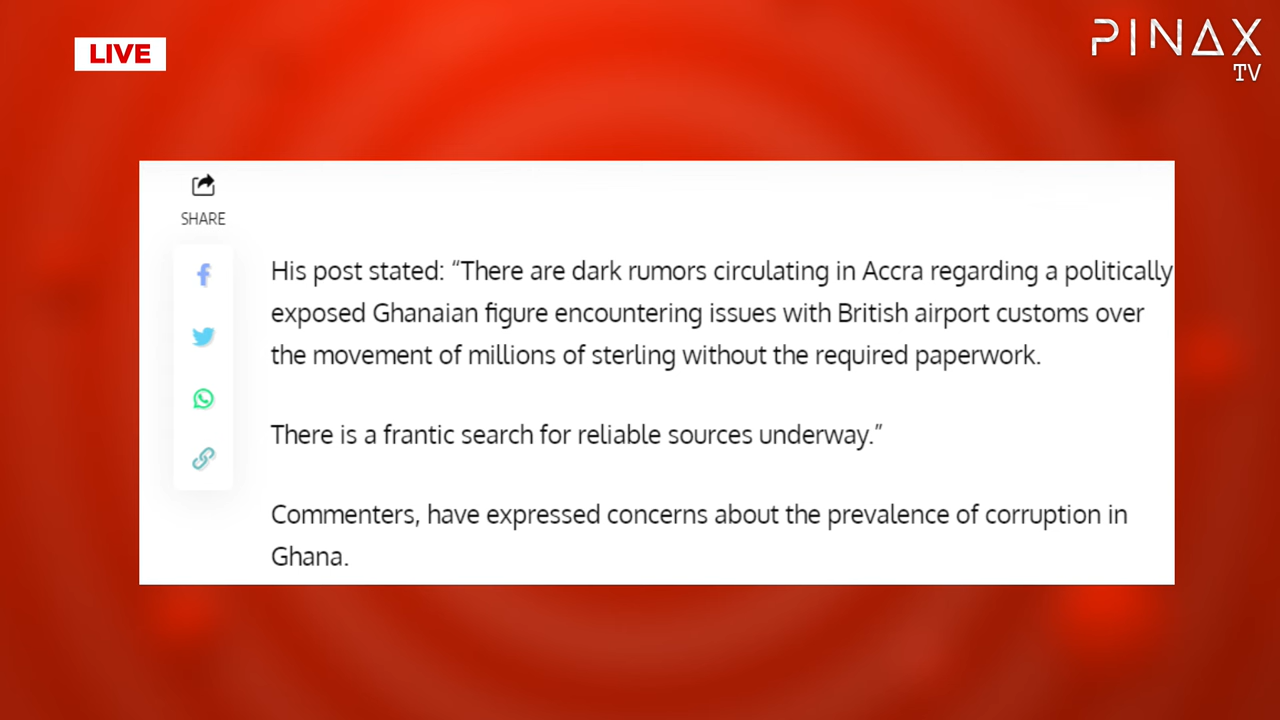 LIVE
PINAX
TV
SHARE
His post stated: “There are dark rumors circulating in Accra regarding a politically
exposed Ghanaian figure encountering issues with British airport customs over
the movement of millions of sterling without the required paperwork.
There is a frantic search for reliable sources underway.”
Commenters, have expressed concerns about the prevalence of corruption in
Ghana.